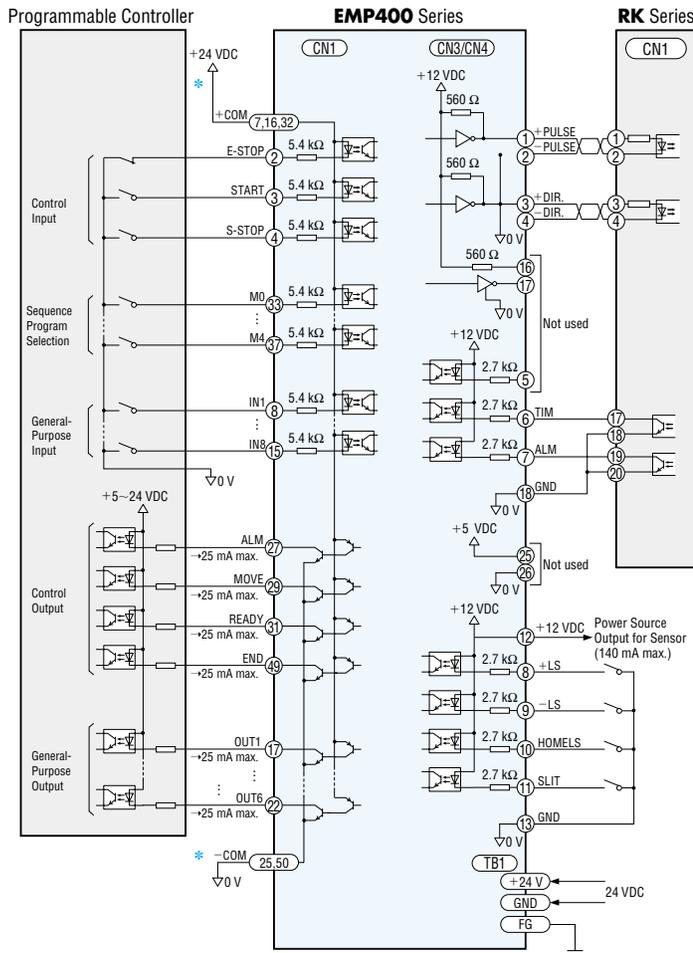 Programmable Controller
EMP400 Series
RK Series
CN1
CN3/CN4
CN1
+24 VDC
*
+COM
7,16,32
+12 VDC
560 Ω
1
+PULSE
2
−PULSE
1
2
E-STOP
2
5.4 kΩ
560 Ω
START
3
5.4 kΩ
3
+DIR.
4
−DIR.
3
4
Control
Input
S-STOP
4
5.4 kΩ
0 V
560 Ω
16
17
0 V
Not used
Sequence
Program
Selection
M0
33
5.4 kΩ
⋮
M4
37
5.4 kΩ
+12 VDC
2.7 kΩ
5
General-
Purpose
Input
IN1
8
5.4 kΩ
⋮
IN8
15
5.4 kΩ
2.7 kΩ
6
TIM
17
18
2.7 kΩ
7
ALM
19
20
0 V
18
GND
0 V
+5~24 VDC
+5 VDC
25
26
0 V
Not used
Control
Output
ALM
27
→25 mA max.
MOVE
29
→25 mA max.
READY
31
→25 mA max.
END
49
→25 mA max.
+12 VDC
12
+12 VDC
Power Source
Output for Sensor
(140 mA max.)
2.7 kΩ
8
+LS
2.7 kΩ
9
−LS
2.7 kΩ
10
HOMELS
2.7 kΩ
11
SLIT
13
GND
0 V
General-
Purpose
Output
OUT1
17
→25 mA max.
⋮
⋮
OUT6
22
→25 mA max.
*
−COM
25.50
0 V
TB1
+24 V
24 VDC
GND
FG